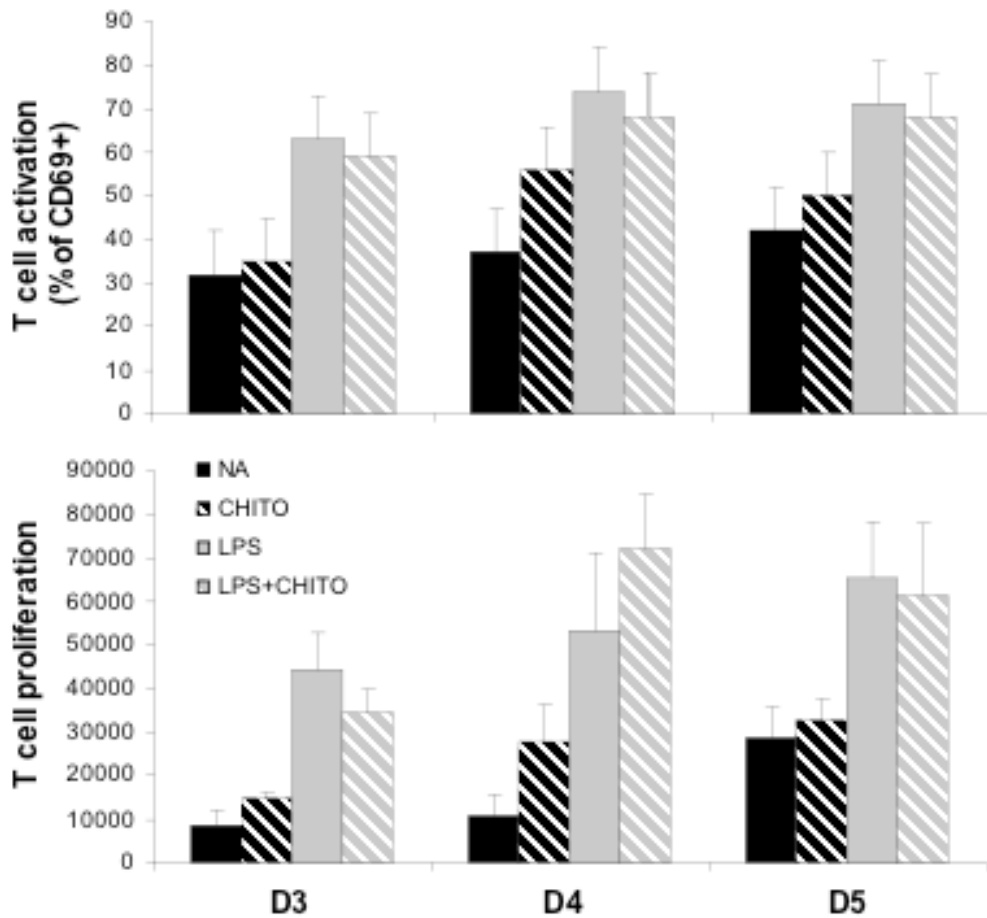 T cell activation
(% of CD69+)
90
80
70
60
50
40
30
20
10
0
T cell proliferation
90000
80000
70000
60000
50000
40000
30000
20000
10000
0
NA
CHITO
LPS
LPS+CHITO
D3 D4 D5